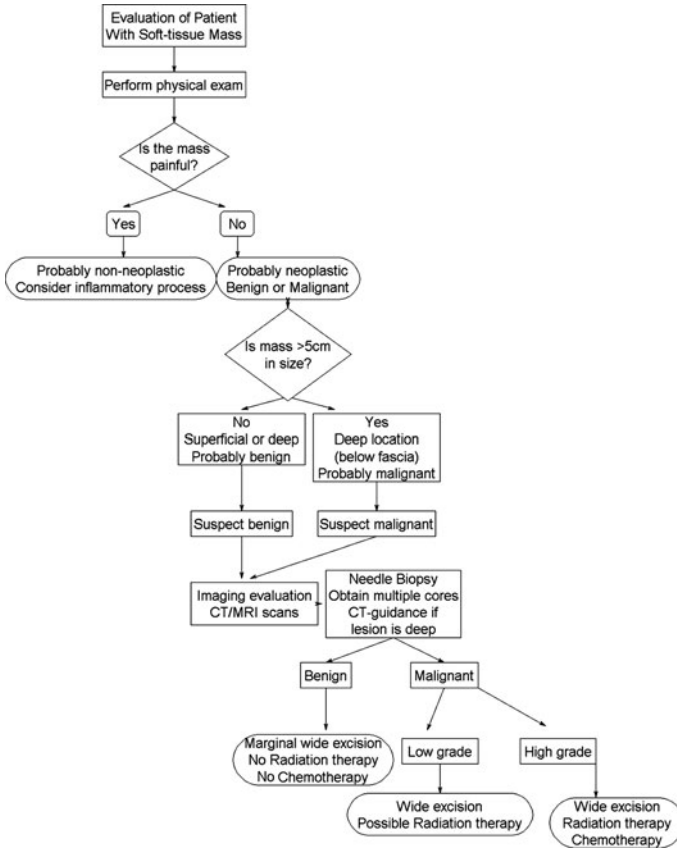 Evaluation of Patient
With Soft-tissue Mass
Perform physical exam
Is the mass
painful?
Yes
No
Probably non-neoplastic
Consider inflammatory process
Probably neoplastic
Benign or Malignant
Is mass >5cm
in size?
No
Superficial or deep
Probably benign
Yes
Deep location
(below fascia)
Probably malignant
Suspect benign
Suspect malignant
Imaging evaluation
CT/MRI scans
Needle Biopsy
Obtain multiple cores
CT-guidance if
lesion is deep
Benign
Malignant
Marginal wide excision
No Radiation therapy
No Chemotherapy
Low grade
High grade
Wide excision
Possible Radiation therapy
Wide excision
Radiation therapy
Chemotherapy